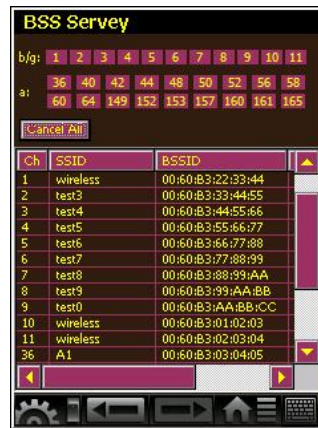 BSS Servey
b/g: 1 2 3 4 5 6 7 8 9 10 11
a: 36 40 42 44 48 50 52 56 58
60 64 149 152 153 157 160 161 165
Cancel All
Ch SSID BSSID
1 wireless 00:60:B3:22:33:44
2 test3 00:60:B3:33:44:55
3 test4 00:60:B3:44:55:66
4 test5 00:60:B3:55:66:77
5 test6 00:60:B3:66:77:88
6 test7 00:60:B3:77:88:99
7 test8 00:60:B3:88:99:AA
8 test9 00:60:B3:99:AA:BB
9 test0 00:60:B3:AA:BB:CC
10 wireless 00:60:B3:01:02:03
11 wireless 00:60:B3:02:03:04
36 A1 00:60:B3:03:04:05